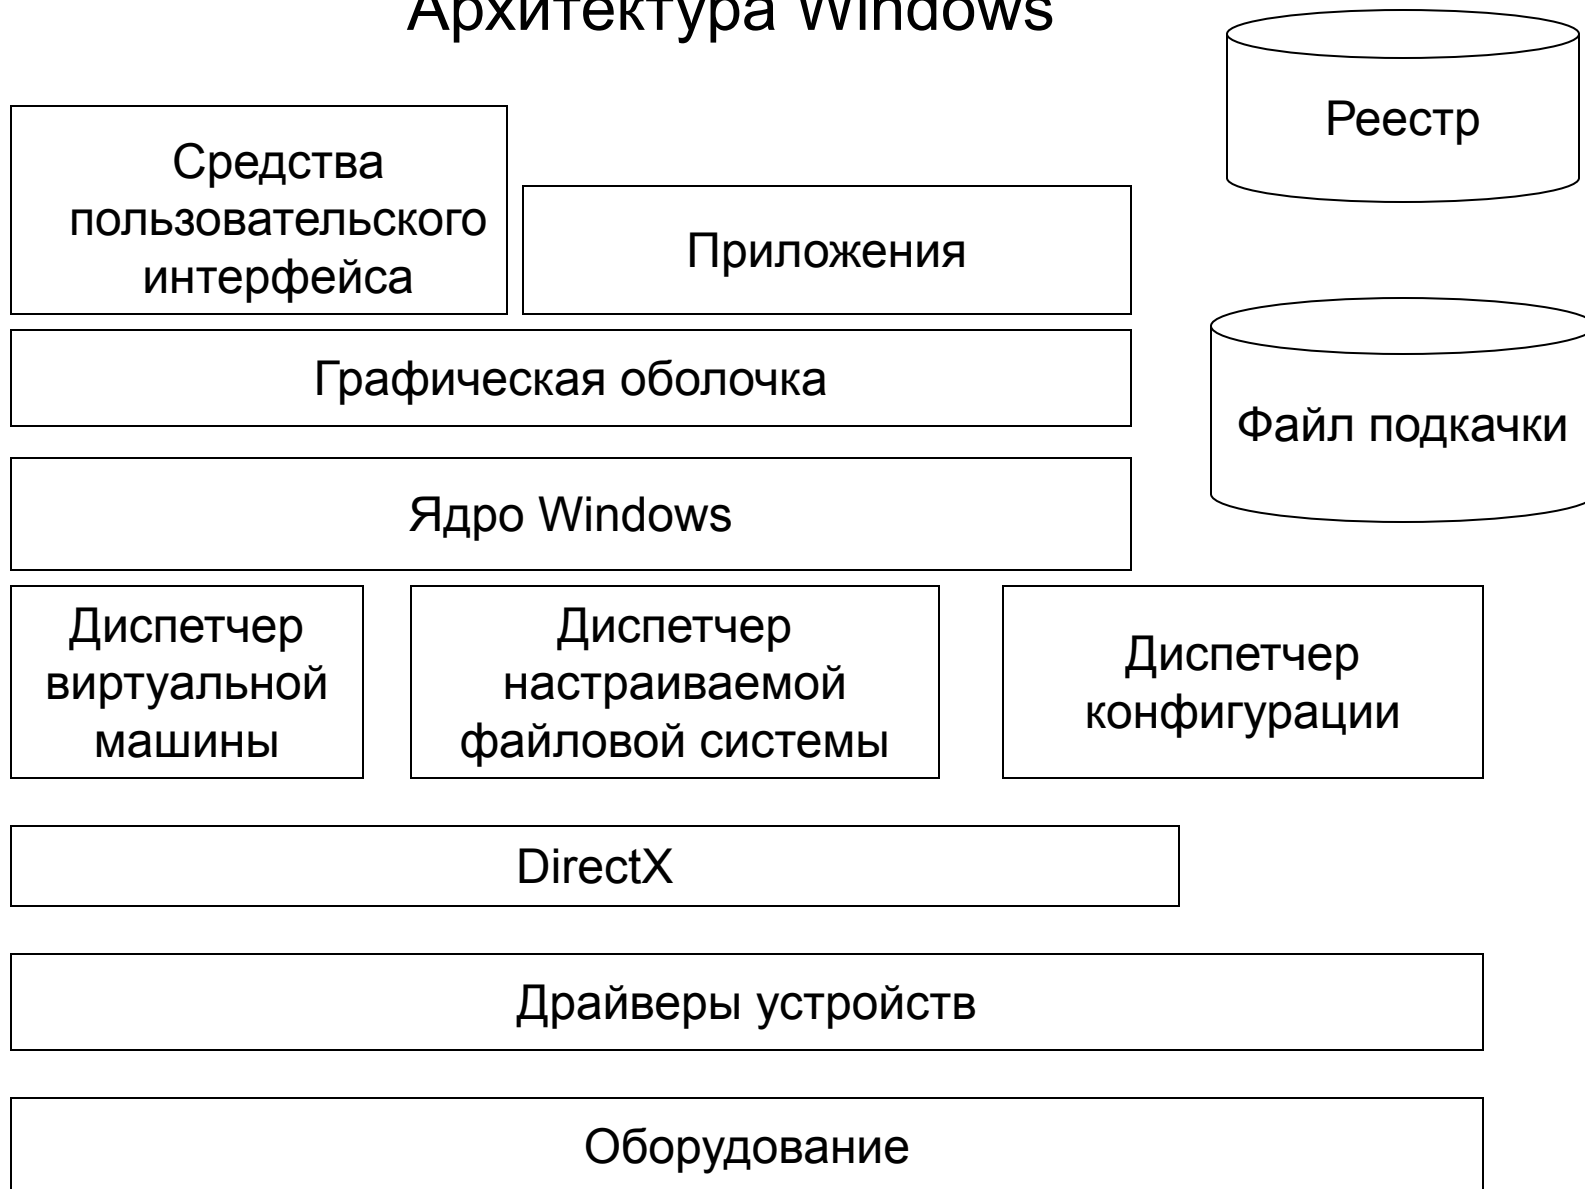 Архитектура Windows
Реестр
Средства
пользовательского
интерфейса
Приложения
Графическая оболочка
Файл подкачки
Ядро Windows
Диспетчер
виртуальной
машины
Диспетчер
настраиваемой
файловой системы
Диспетчер
конфигурации
DirectX
Драйверы устройств
Оборудование